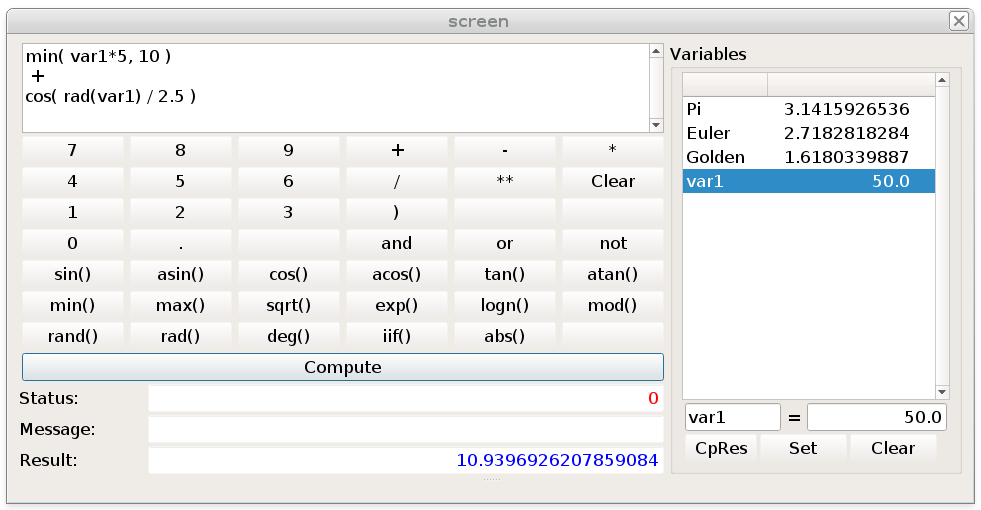 screen
min( var1*5, 10 )
+
cos( rad(var1) / 2.5 )
7 8 9 + - *
4 5 6 / ** Clear
1 2 3 )
0 . and or not
sin() asin() cos() acos() tan() atan()
min() max() sqrt() exp() logn() mod()
rand() rad() deg() iif() abs()
Compute
Status: 0
Message:
Result: 10.9396926207859084
Variables
Pi 3.1415926536
Euler 2.7182818284
Golden 1.6180339887
var1 50.0
var1 = 50.0
CpRes Set Clear